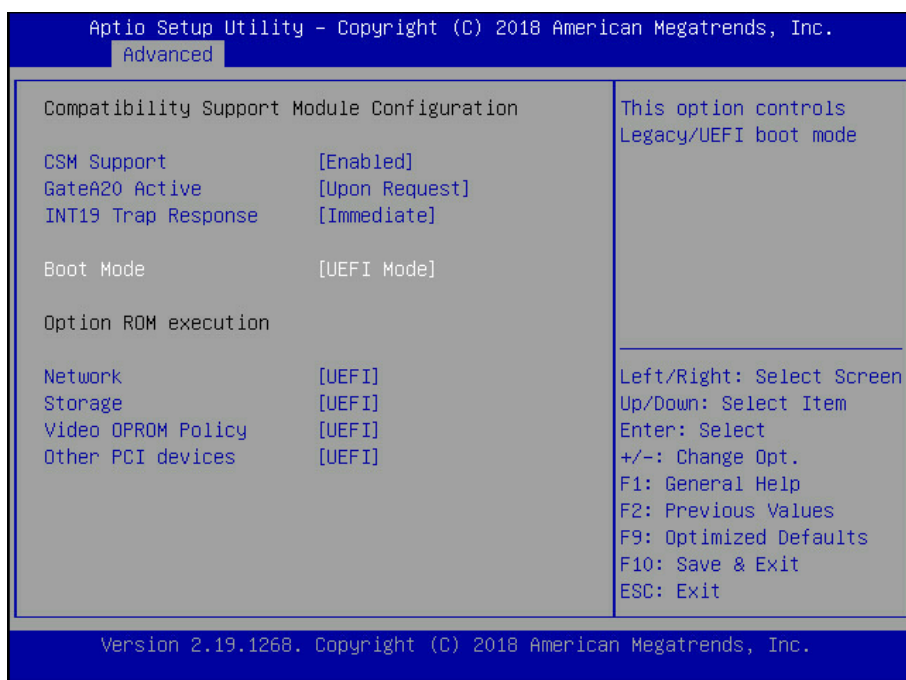 Aptio Setup Utility – Copyright (C) 2018 American Megatrends, Inc.
Advanced
Compatibility Support Module Configuration
CSM Support [Enabled]
GateA20 Active [Upon Request]
INT19 Trap Response [Immediate]
Boot Mode [UEFI Mode]
Option ROM execution
Network [UEFI]
Storage [UEFI]
Video OPROM Policy [UEFI]
Other PCI devices [UEFI]
This option controls
Legacy/UEFI boot mode
Left/Right: Select Screen
Up/Down: Select Item
Enter: Select
+/-: Change Opt.
F1: General Help
F2: Previous Values
F9: Optimized Defaults
F10: Save & Exit
ESC: Exit
Version 2.19.1268. Copyright (C) 2018 American Megatrends, Inc.